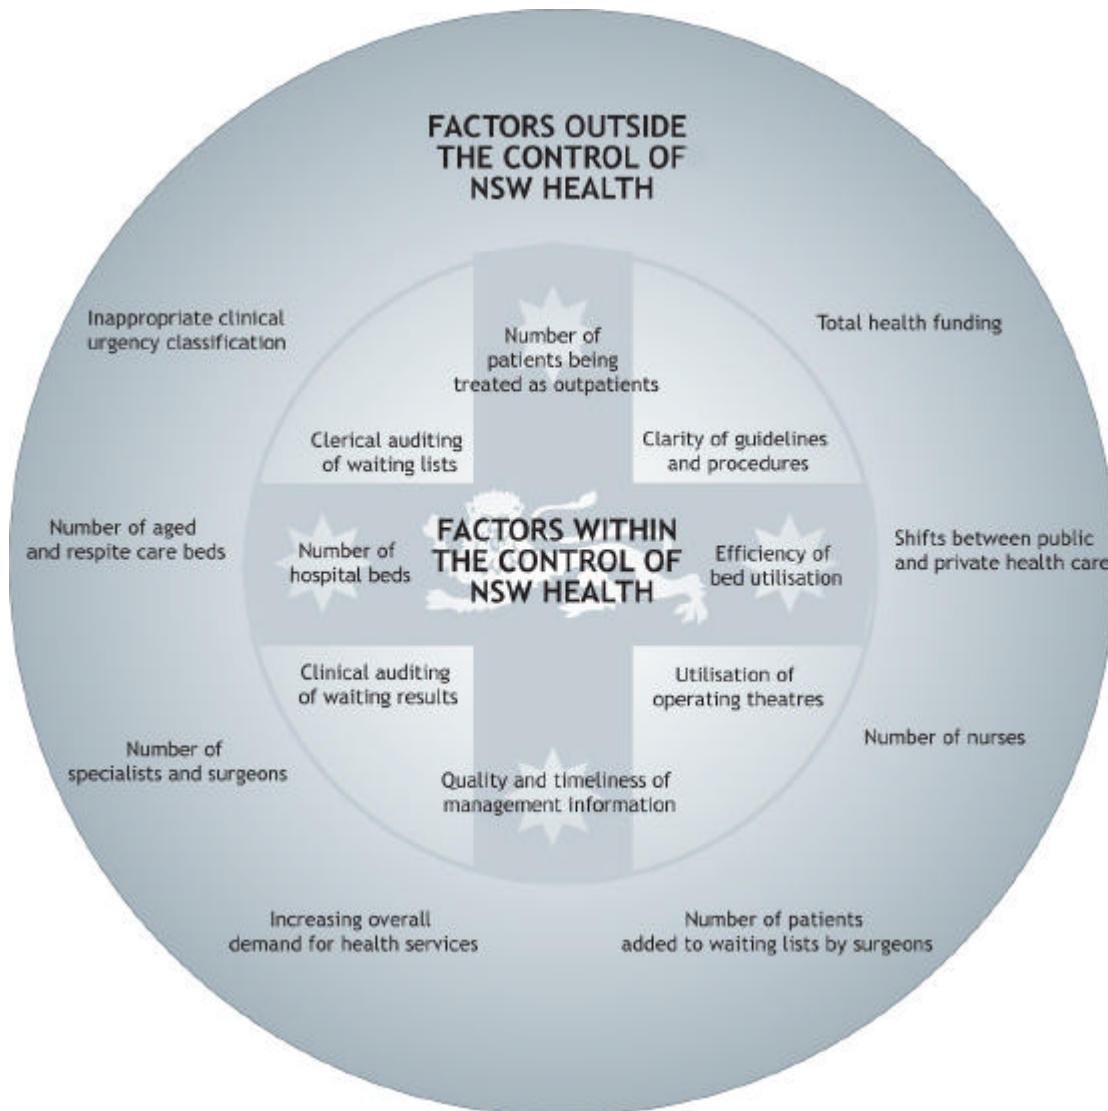 FACTORS OUTSIDE
THE CONTROL OF
NSW HEALTH
Inappropriate clinical
urgency classification
Total health funding
Number of
patients being
treated as outpatients
Clerical auditing
of waiting lists
Clarity of guidelines
and procedures
Number of aged
and respite care beds
Number of
hospital beds
FACTORS WITHIN
THE CONTROL OF
NSW HEALTH
Efficiency of
bed utilisation
Shifts between public
and private health care
Clinical auditing
of waiting results
Utilisation of
operating theatres
Number of
specialists and surgeons
Number of nurses
Quality and timeliness of
management information
Increasing overall
demand for health services
Number of patients
added to waiting lists by surgeons